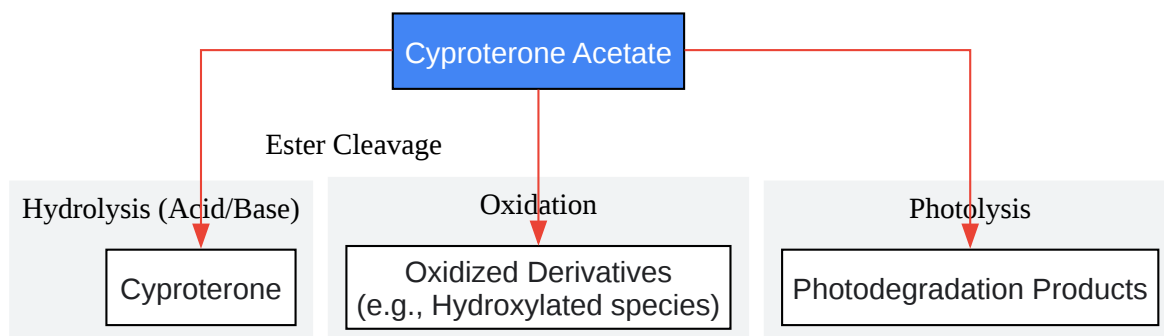 Cyproterone Acetate
Ester Cleavage
Hydrolysis (Acid/Base)
Oxidation
Photolysis
Cyproterone
Oxidized Derivatives
(e.g., Hydroxylated species)
Photodegradation Products